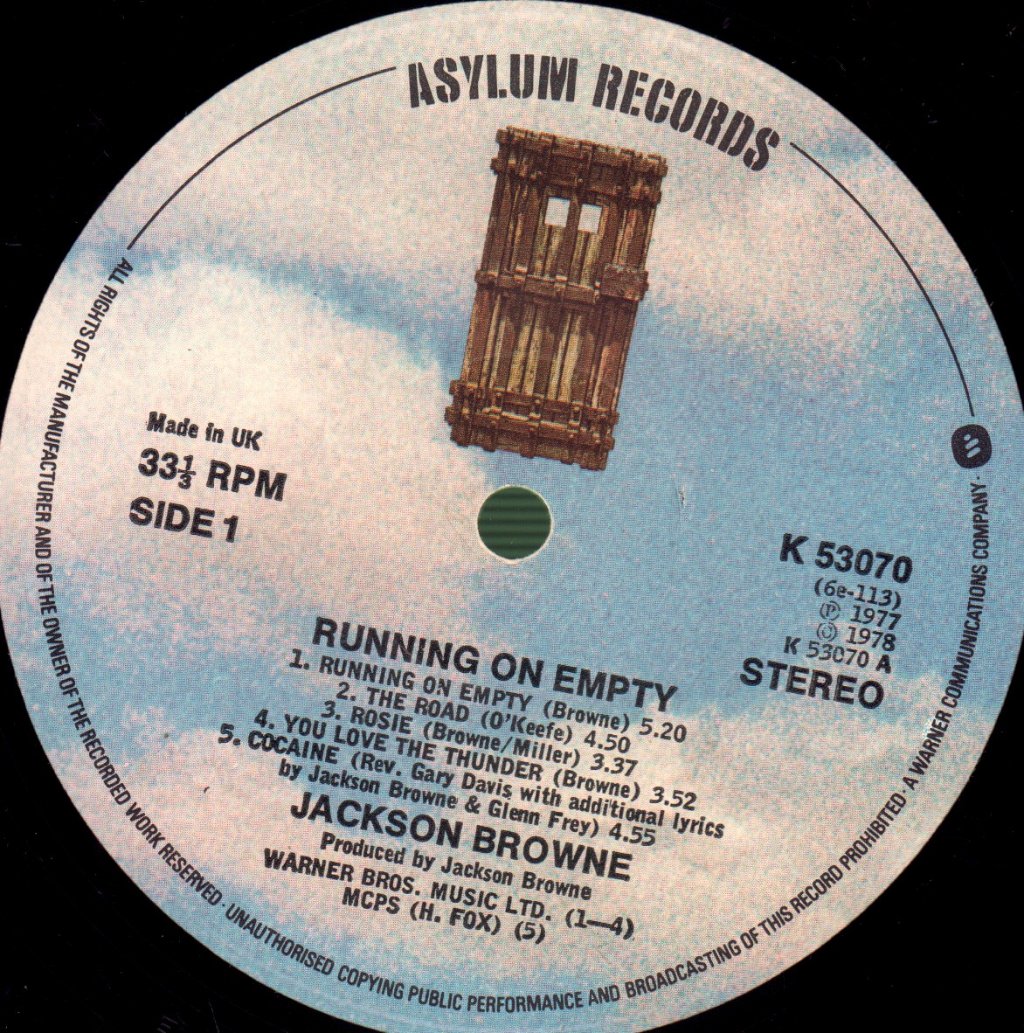 ASYLUM RECORDS
Made in UK
33⅓ RPM
SIDE 1
K 53070
(6e-113)
℗ 1977
© 1978
K 53070 A
STEREO
RUNNING ON EMPTY
1. RUNNING ON EMPTY (Browne) 5.20
2. THE ROAD (O'Keefe) 4.50
3. ROSIE (Browne/Miller) 3.37
4. YOU LOVE THE THUNDER (Browne) 3.52
5. COCAINE (Rev. Gary Davis with additional lyrics
by Jackson Browne & Glenn Frey) 4.55
JACKSON BROWNE
Produced by Jackson Browne
WARNER BROS. MUSIC LTD. (1—4)
MCPS (H. FOX) (5)
ALL RIGHTS OF THE MANUFACTURER AND OF THE OWNER OF THE RECORDED WORK RESERVED · UNAUTHORISED COPYING PUBLIC PERFORMANCE AND BROADCASTING OF THIS RECORD PROHIBITED · A WARNER COMMUNICATIONS COMPANY ·